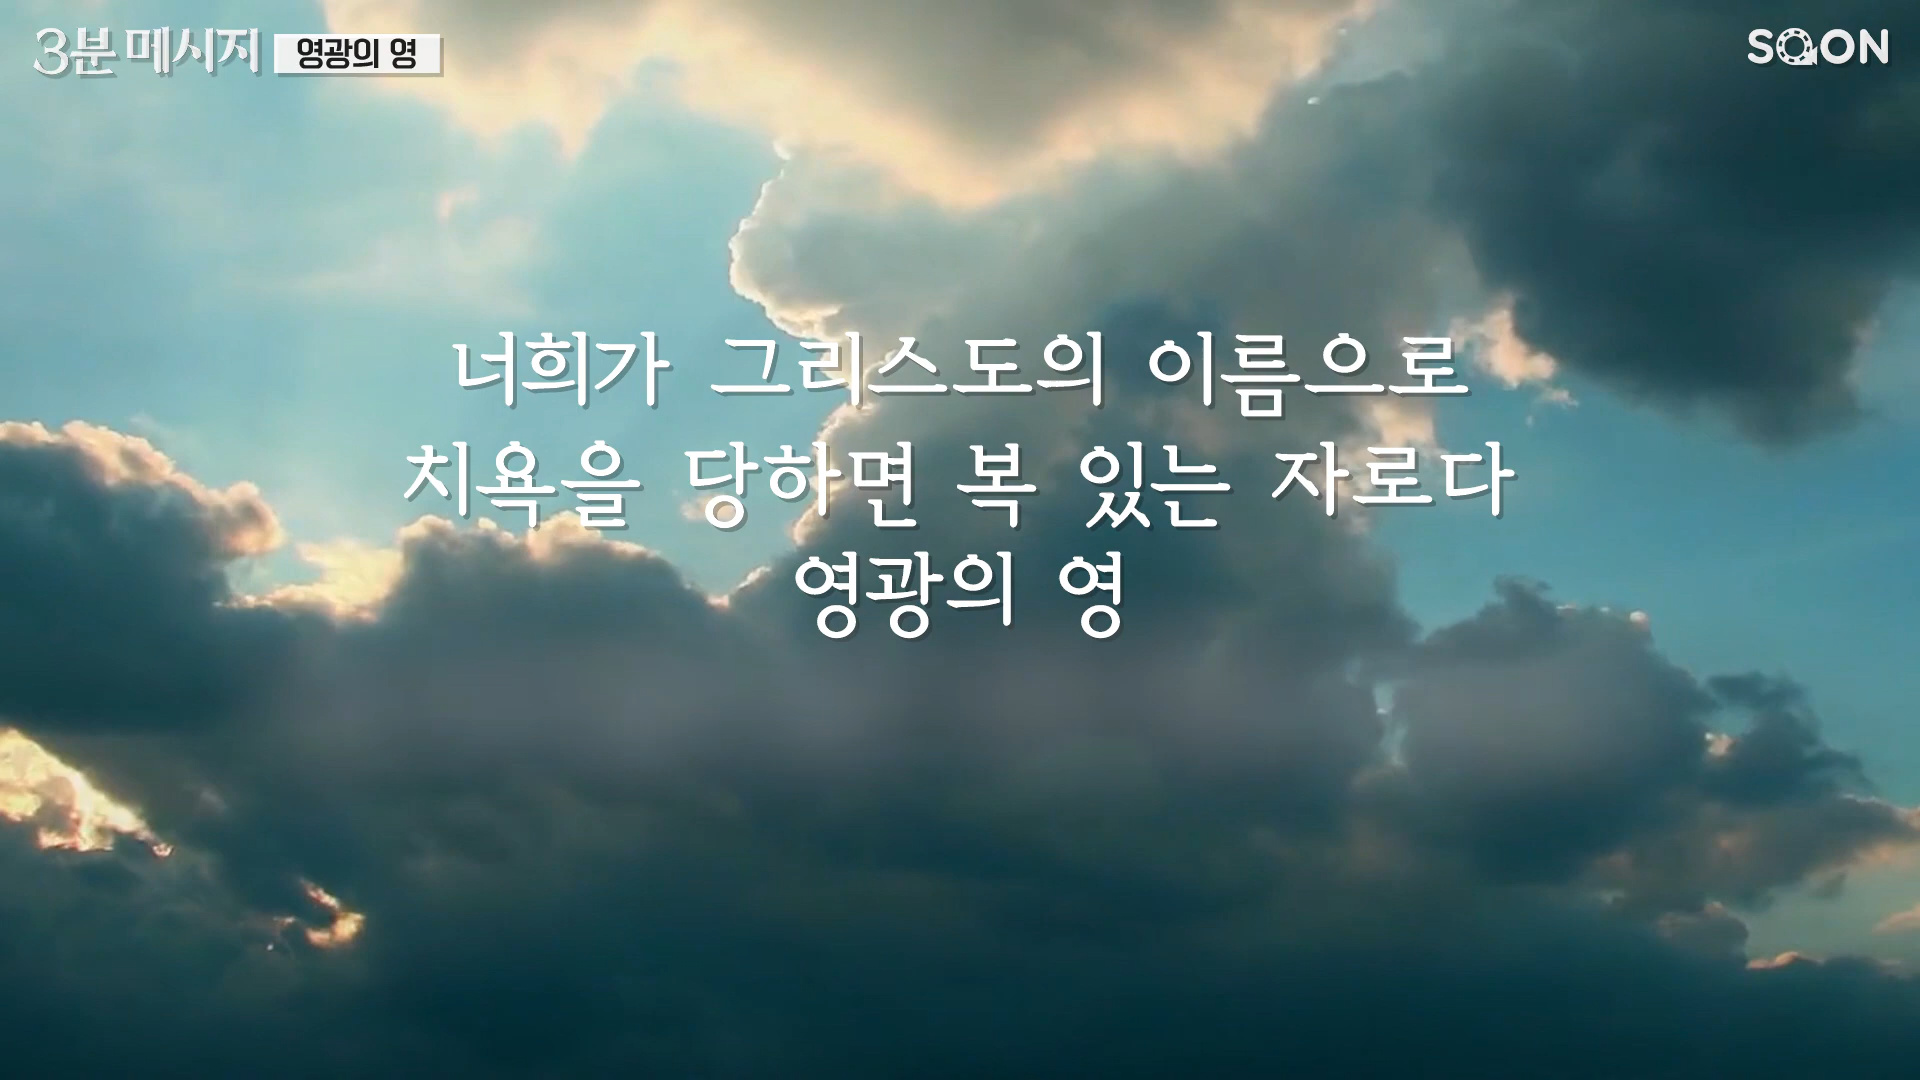 3분 메시지 영광의 영
SOON
너희가 그리스도의 이름으로
치욕을 당하면 복 있는 자로다
영광의 영